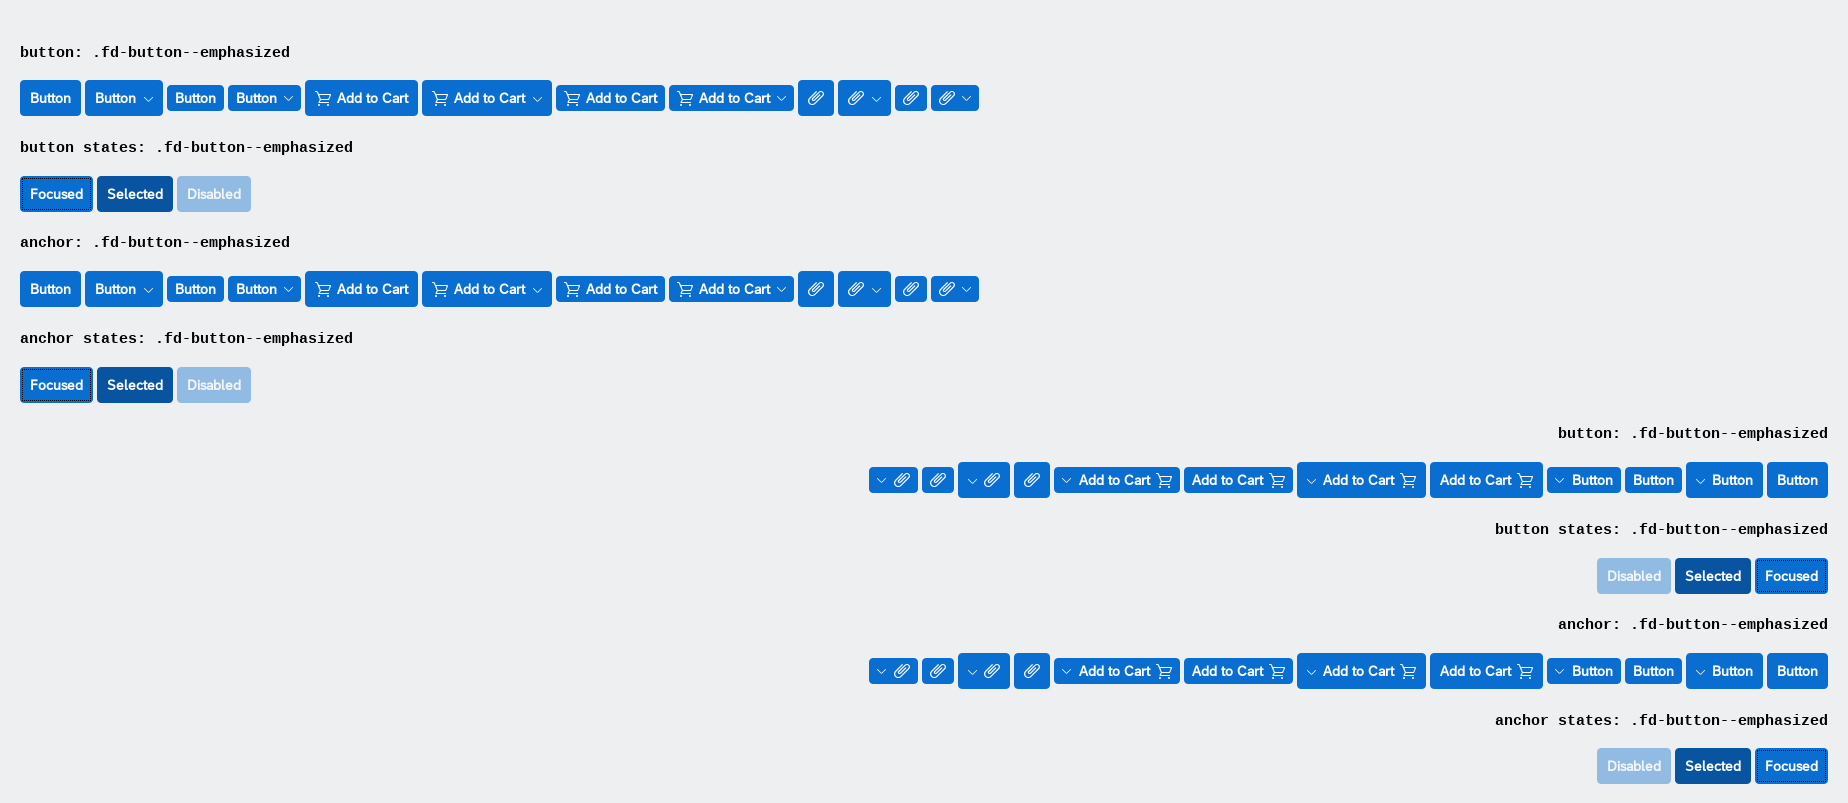 button: .fd-button--emphasized
Button Button Button Button Add to Cart Add to Cart Add to Cart Add to Cart
button states: .fd-button--emphasized
Focused Selected Disabled
anchor: .fd-button--emphasized
Button Button Button Button Add to Cart Add to Cart Add to Cart Add to Cart
anchor states: .fd-button--emphasized
Focused Selected Disabled
button: .fd-button--emphasized
Add to Cart Add to Cart Add to Cart Add to Cart Button Button Button Button
button states: .fd-button--emphasized
Disabled Selected Focused
anchor: .fd-button--emphasized
Add to Cart Add to Cart Add to Cart Add to Cart Button Button Button Button
anchor states: .fd-button--emphasized
Disabled Selected Focused